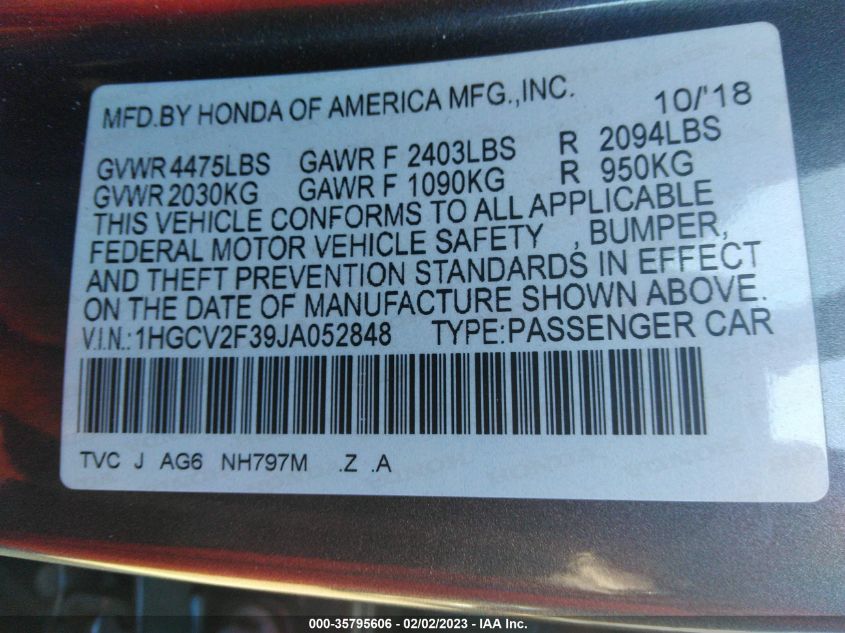 MFD.BY HONDA OF AMERICA MFG.,INC. 10/'18
GVWR 4475LBS GAWR F 2403LBS R 2094LBS
GVWR 2030KG GAWR F 1090KG R 950KG
THIS VEHICLE CONFORMS TO ALL APPLICABLE
FEDERAL MOTOR VEHICLE SAFETY , BUMPER,
AND THEFT PREVENTION STANDARDS IN EFFECT
ON THE DATE OF MANUFACTURE SHOWN ABOVE.
V.I.N.:1HGCV2F39JA052848 TYPE:PASSENGER CAR
TVC J AG6 NH797M .Z .A
000-35795606 - 02/02/2023 - IAA Inc.